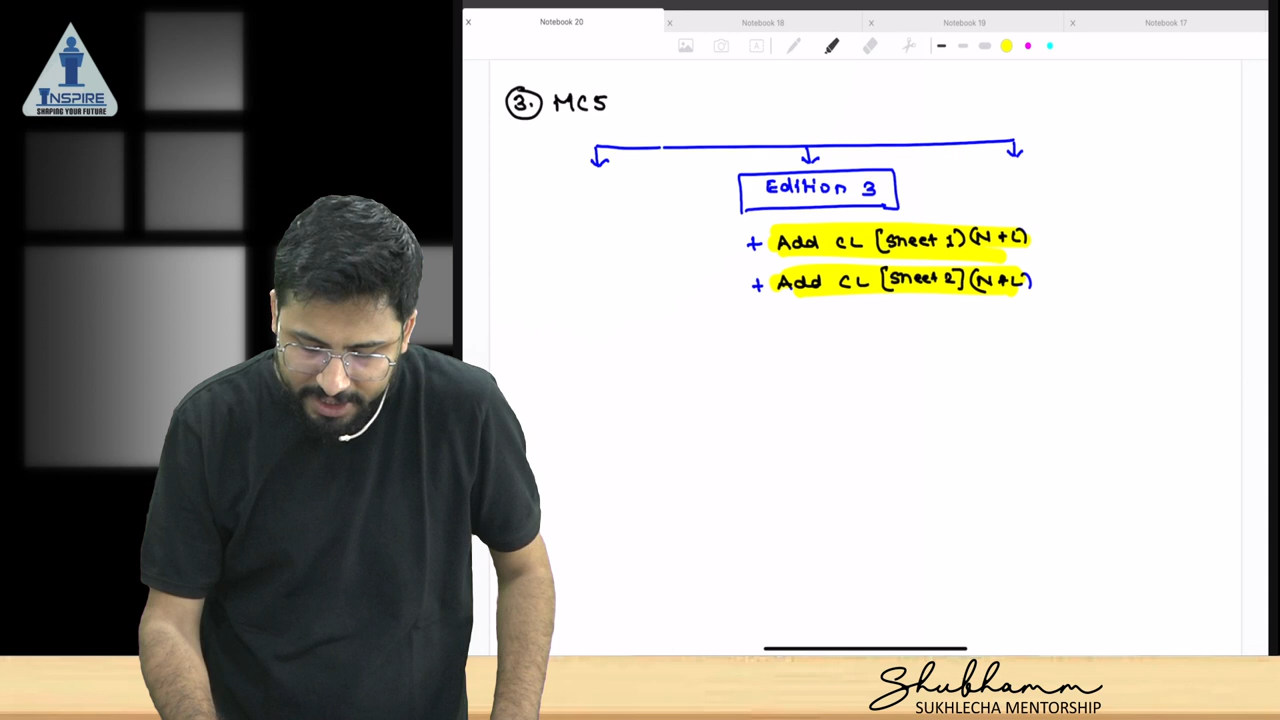 Notebook 20
Notebook 18
Notebook 19
Notebook 17
INSPIRE
SHAPING YOUR FUTURE
3. MCS
Edition 3
+ Add CL [Sheet 1) (N+L)
+ Add CL [Sheet 2] (N+L)
Shubhamm
SUKHLECHA MENTORSHIP